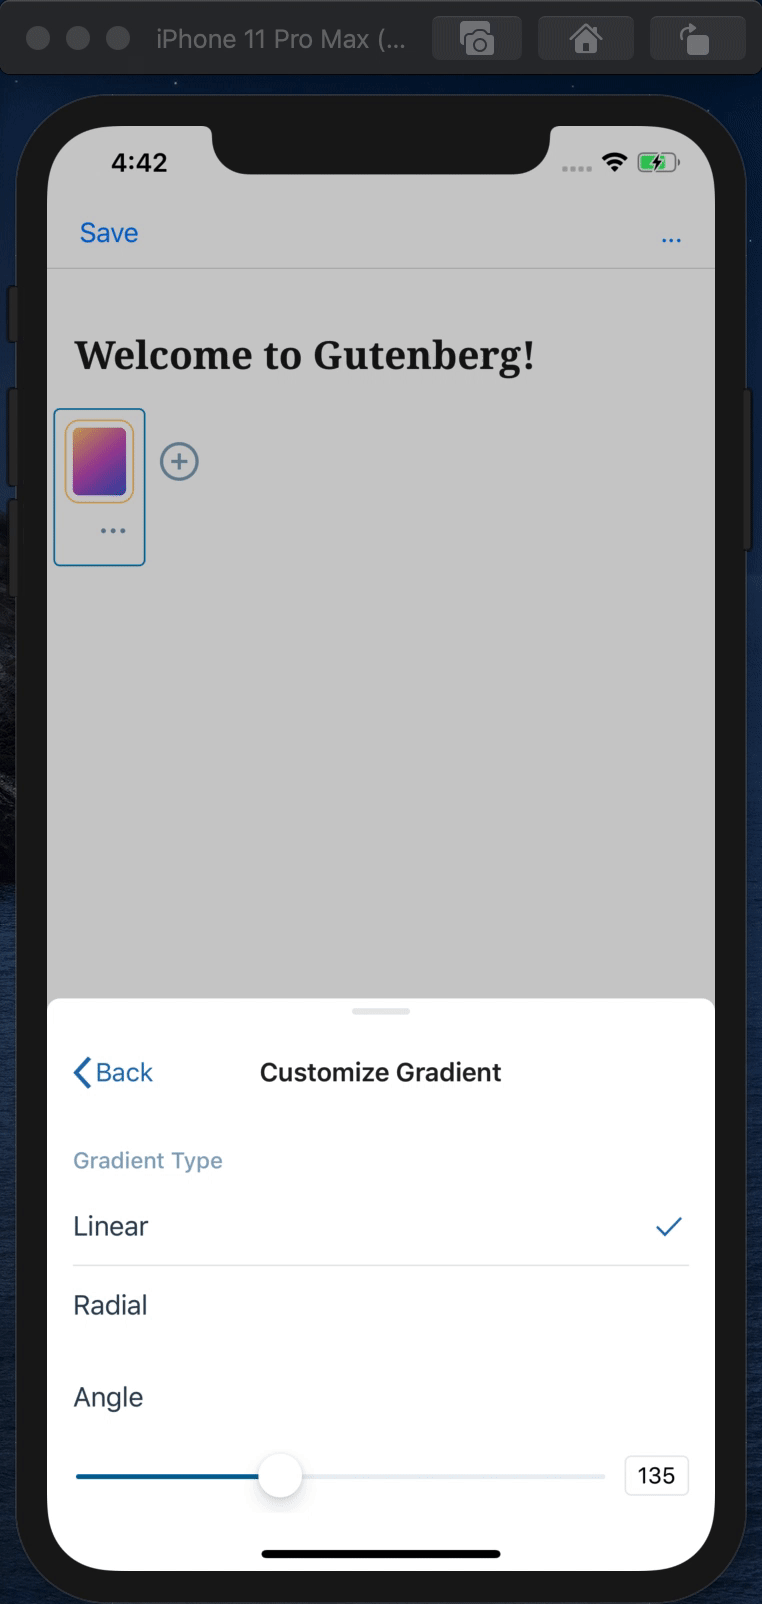 iPhone 11 Pro Max (...
4:42
Save
...
Welcome to Gutenberg!
Back
Customize Gradient
Gradient Type
Linear
Radial
Angle
135